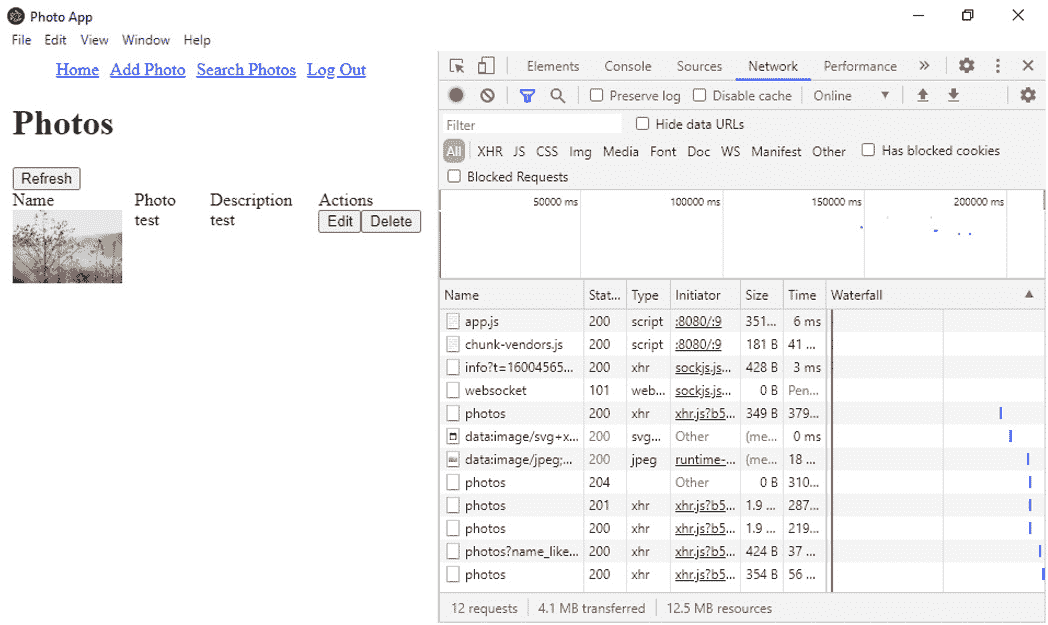 Photo App
File Edit View Window Help
Home Add Photo Search Photos Log Out
Photos
Refresh
Name Photo Description Actions
test test Edit Delete
Elements Console Sources Network Performance »
Preserve log Disable cache Online
Filter Hide data URLs
All XHR JS CSS Img Media Font Doc WS Manifest Other Has blocked cookies
Blocked Requests
50000 ms 100000 ms 150000 ms 200000 ms
Name Stat... Type Initiator Size Time Waterfall
app.js 200 script :8080/:9 351... 6 ms
chunk-vendors.js 200 script :8080/:9 181 B 41 ...
info?t=16004565... 200 xhr sockjs.js... 428 B 3 ms
websocket 101 web... sockjs.js... 0 B Pen...
photos 200 xhr xhr.js?b5... 349 B 379...
data:image/svg+x... 200 svg... Other (me... 0 ms
data:image/jpeg;... 200 jpeg runtime-... (me... 18 ...
photos 204 Other 0 B 310...
photos 201 xhr xhr.js?b5... 1.9 ... 287...
photos 200 xhr xhr.js?b5... 1.9 ... 219...
photos?name_like... 200 xhr xhr.js?b5... 424 B 37 ...
photos 200 xhr xhr.js?b5... 354 B 56 ...
12 requests 4.1 MB transferred 12.5 MB resources